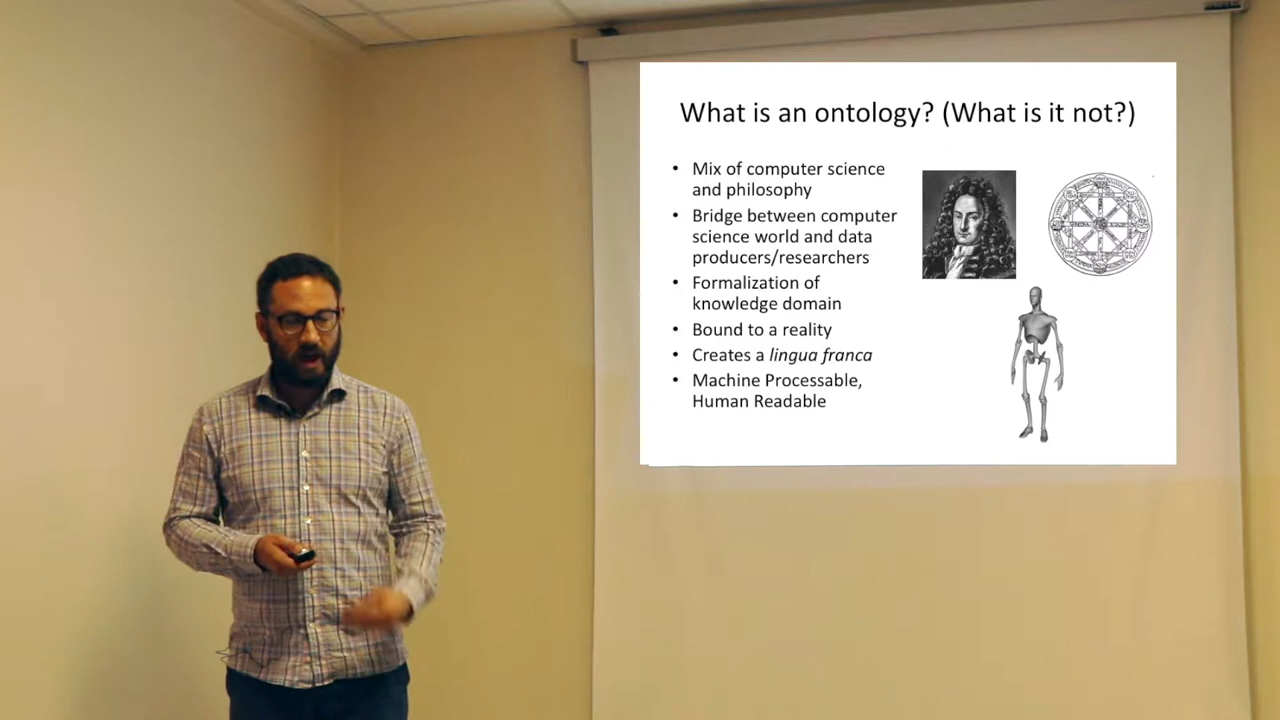 What is an ontology? (What is it not?)
• Mix of computer science
and philosophy
• Bridge between computer
science world and data
producers/researchers
• Formalization of
knowledge domain
• Bound to a reality
• Creates a lingua franca
• Machine Processable,
Human Readable